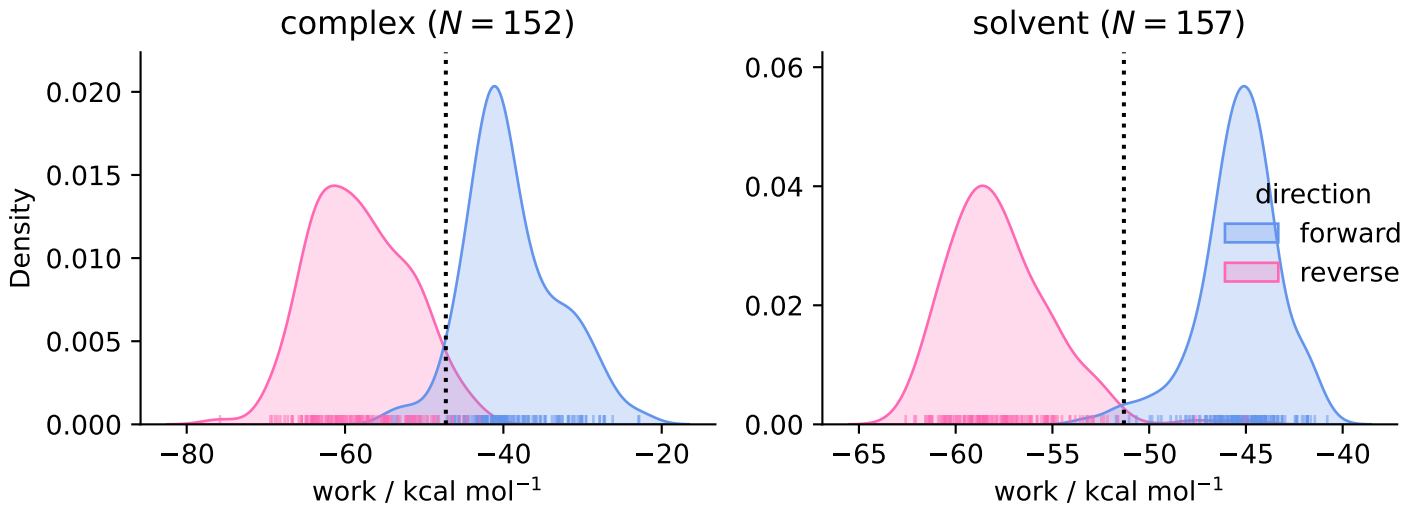 complex (N = 152)
0.020
0.015
0.010
0.005
0.000
Density
−80 −60 −40 −20
work / kcal mol⁻¹
solvent (N = 157)
0.06
0.04
0.02
0.00
−65 −60 −55 −50 −45 −40
work / kcal mol⁻¹
direction
forward
reverse